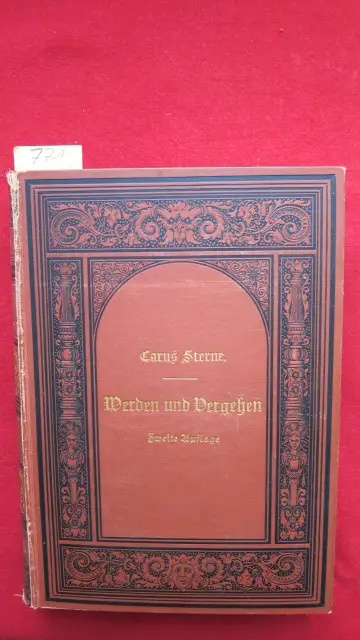 771
Carus Sterne.
Werden und Vergehen
Zweite Auflage